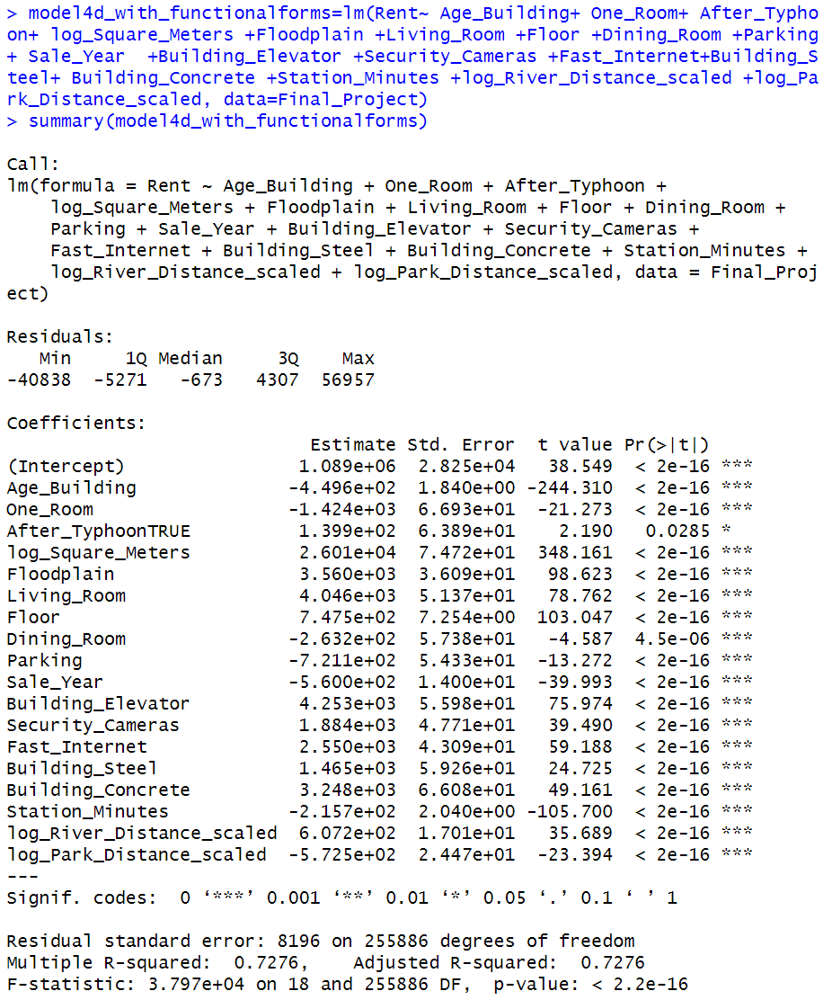 > model4d_with_functionalforms=lm(Rent~ Age_Building+ One_Room+ After_Typho
on+ log_Square_Meters +Floodplain +Living_Room +Floor +Dining_Room +Parking
+ Sale_Year  +Building_Elevator +Security_Cameras +Fast_Internet+Building_S
teel+ Building_Concrete +Station_Minutes +log_River_Distance_scaled +log_Pa
rk_Distance_scaled, data=Final_Project)
> summary(model4d_with_functionalforms)

Call:
lm(formula = Rent ~ Age_Building + One_Room + After_Typhoon +
    log_Square_Meters + Floodplain + Living_Room + Floor + Dining_Room +
    Parking + Sale_Year + Building_Elevator + Security_Cameras +
    Fast_Internet + Building_Steel + Building_Concrete + Station_Minutes +
    log_River_Distance_scaled + log_Park_Distance_scaled, data = Final_Proj
ect)

Residuals:
   Min     1Q Median     3Q    Max
-40838  -5271   -673   4307  56957

Coefficients:
                            Estimate Std. Error  t value Pr(>|t|)
(Intercept)                1.089e+06  2.825e+04   38.549  < 2e-16 ***
Age_Building              -4.496e+02  1.840e+00 -244.310  < 2e-16 ***
One_Room                  -1.424e+03  6.693e+01  -21.273  < 2e-16 ***
After_TyphoonTRUE          1.399e+02  6.389e+01    2.190   0.0285 *
log_Square_Meters          2.601e+04  7.472e+01  348.161  < 2e-16 ***
Floodplain                 3.560e+03  3.609e+01   98.623  < 2e-16 ***
Living_Room                4.046e+03  5.137e+01   78.762  < 2e-16 ***
Floor                      7.475e+02  7.254e+00  103.047  < 2e-16 ***
Dining_Room               -2.632e+02  5.738e+01   -4.587  4.5e-06 ***
Parking                   -7.211e+02  5.433e+01  -13.272  < 2e-16 ***
Sale_Year                 -5.600e+02  1.400e+01  -39.993  < 2e-16 ***
Building_Elevator          4.253e+03  5.598e+01   75.974  < 2e-16 ***
Security_Cameras           1.884e+03  4.771e+01   39.490  < 2e-16 ***
Fast_Internet              2.550e+03  4.309e+01   59.188  < 2e-16 ***
Building_Steel             1.465e+03  5.926e+01   24.725  < 2e-16 ***
Building_Concrete          3.248e+03  6.608e+01   49.161  < 2e-16 ***
Station_Minutes           -2.157e+02  2.040e+00 -105.700  < 2e-16 ***
log_River_Distance_scaled  6.072e+02  1.701e+01   35.689  < 2e-16 ***
log_Park_Distance_scaled  -5.725e+02  2.447e+01  -23.394  < 2e-16 ***
---
Signif. codes:  0 ‘***’ 0.001 ‘**’ 0.01 ‘*’ 0.05 ‘.’ 0.1 ‘ ’ 1

Residual standard error: 8196 on 255886 degrees of freedom
Multiple R-squared:  0.7276,    Adjusted R-squared:  0.7276
F-statistic: 3.797e+04 on 18 and 255886 DF,  p-value: < 2.2e-16